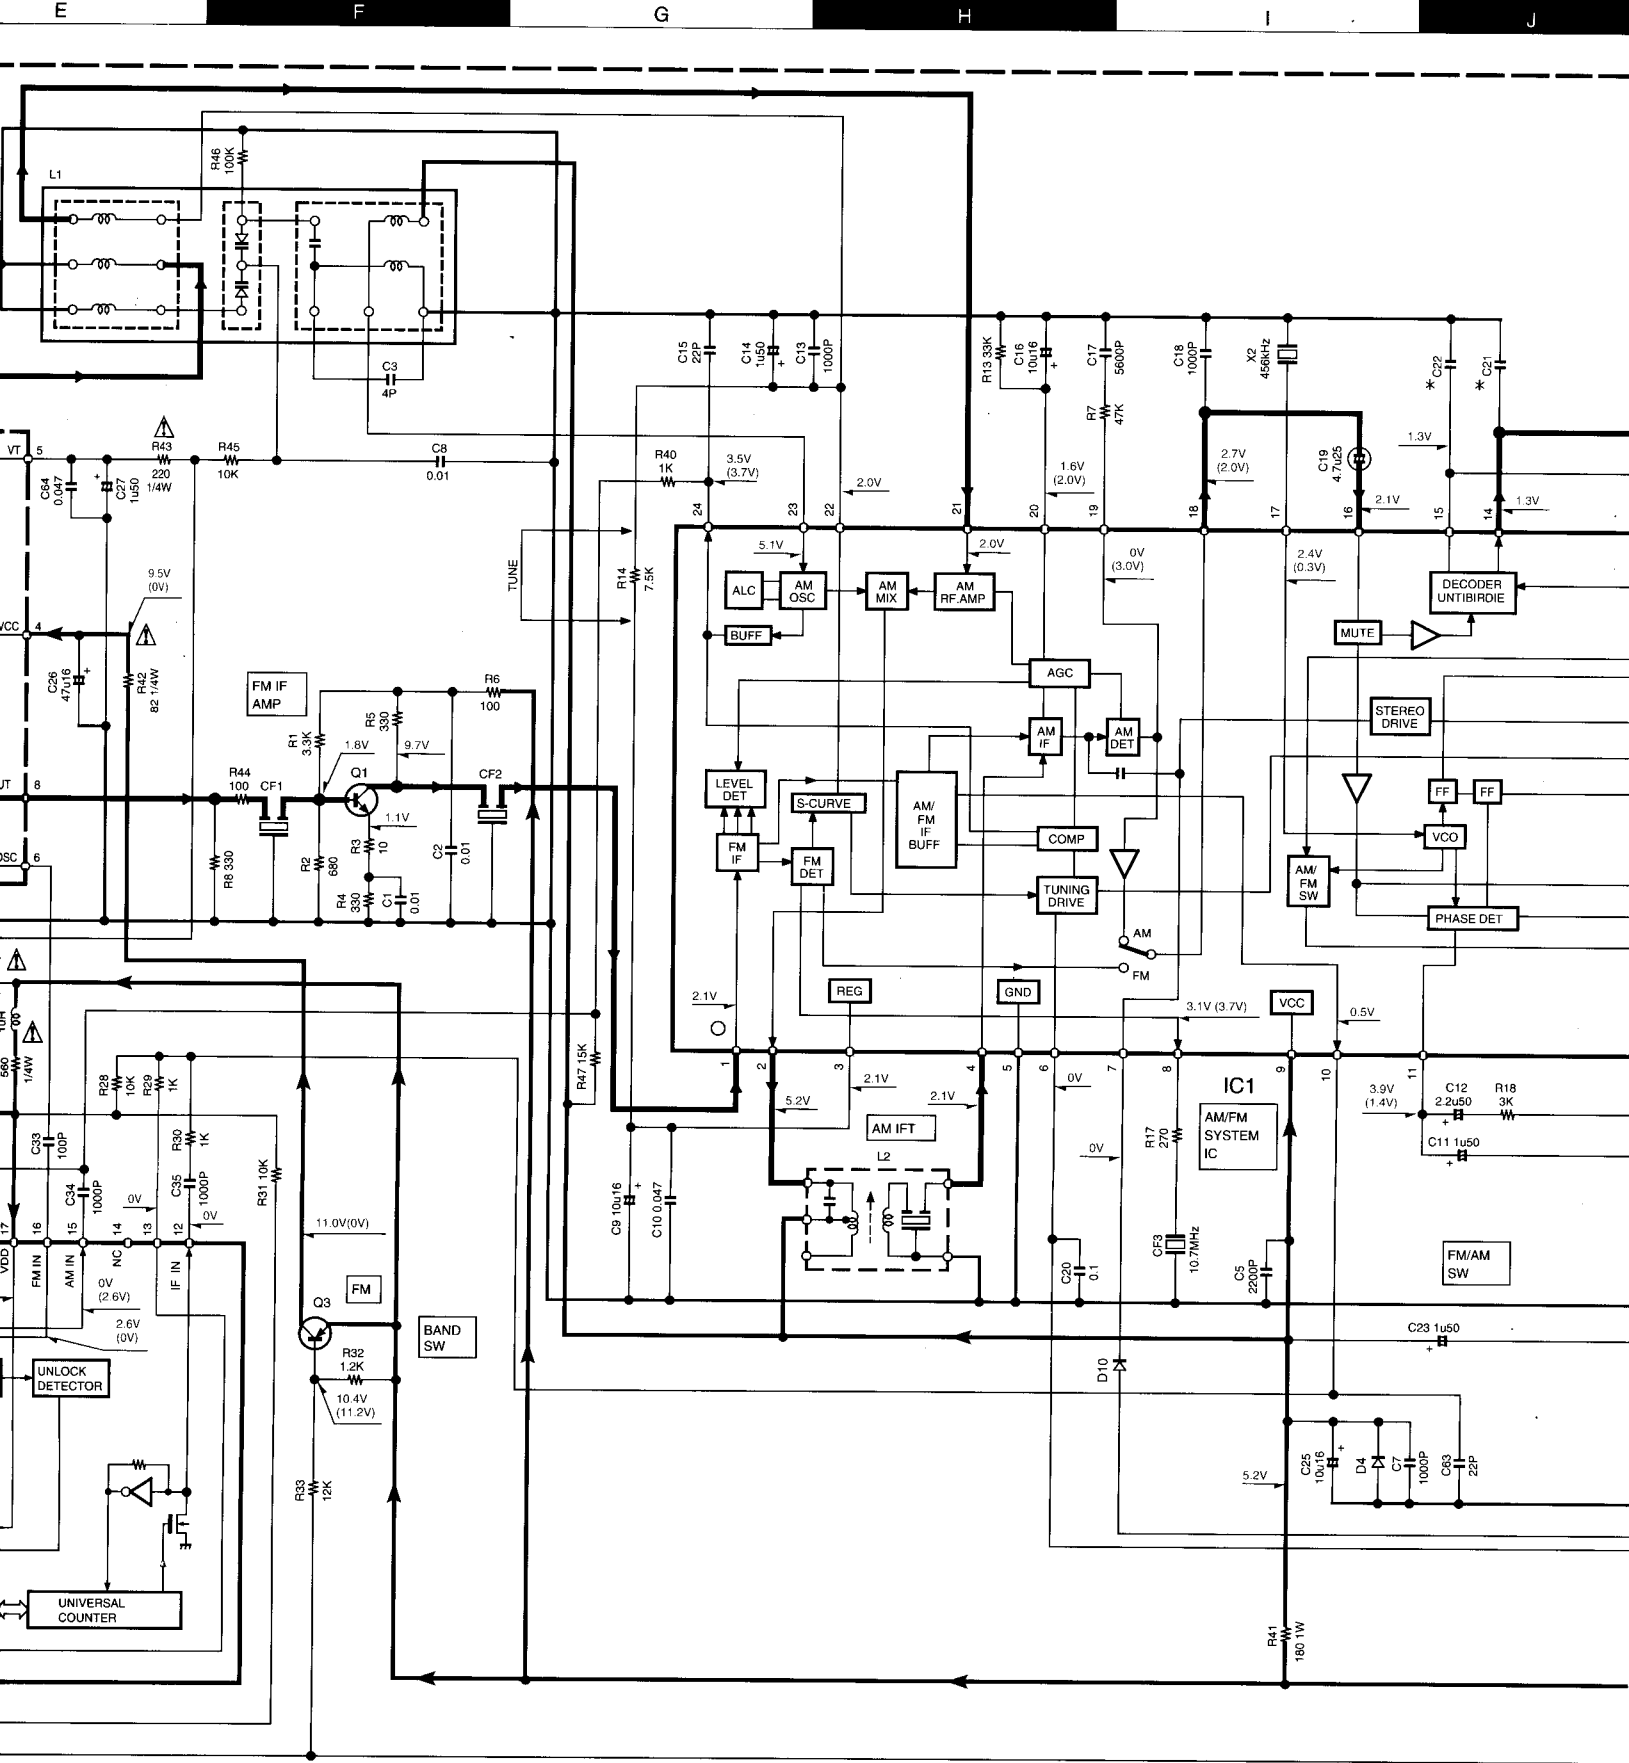 E F G H I J
L1
R46
100K
C3
4P
VT 5
C64
0.047
C27
1u50
R43
220
1/4W
R45
10K
C8
0.01
C15
22P
C14
1u50
C13
1000P
R13 33K
C16
10u16
C17
5600P
C18
1000P
X2
456kHz
* C22
* C21
R7
47K
R40
1K
3.5V
(3.7V)
2.0V
1.6V
(2.0V)
2.7V
(2.0V)
C19
4.7u25
2.1V
1.3V
1.3V
24 23 22 21 20 19 18 17 16 15 14
TUNE
R14
7.5K
5.1V
2.0V
0V
(3.0V)
2.4V
(0.3V)
ALC
AM
OSC
AM
MIX
AM
RF.AMP
BUFF
DECODER
UNTIBIRDIE
MUTE
9.5V
(0V)
VCC 4
C26
47u16
R42
82 1/4W
FM IF
AMP
R6
100
R1
3.3K
R5
330
1.8V
9.7V
AGC
STEREO
DRIVE
AM
IF
AM
DET
8
R44
100
CF1
Q1
CF2
LEVEL
DET
S-CURVE
AM/
FM
IF
BUFF
FF
FF
VCO
1.1V
R3
10
C2
0.01
R2
680
R8 330
R4
330
C1
0.01
FM
IF
FM
DET
COMP
TUNING
DRIVE
AM/
FM
SW
PHASE DET
OSC 6
AM
FM
REG
GND
VCC
2.1V
3.1V (3.7V)
0.5V
1 2 3 4 5 6 7 8 9 10 11
560
1/4W
R28
10K
R29
1K
R47 15K
5.2V
2.1V
2.1V
0V
IC1
AM/FM
SYSTEM
IC
3.9V
(1.4V)
C12
2.2u50
R18
3K
C11 1u50
AM IFT
L2
0V
R17
270
C33
100P
R30
1K
C34
1000P
C35
1000P
0V
0V
R31 10K
C9 10u16
C10 0.047
C20
0.1
CF3
10.7MHz
C5
2200P
FM/AM
SW
17 16 15 14 13 12
VDD
FM IN
AM IN
NC
IF IN
11.0V(0V)
0V
(2.6V)
2.6V
(0V)
FM
Q3
BAND
SW
C23 1u50
D10
UNLOCK
DETECTOR
R32
1.2K
10.4V
(11.2V)
R33
12K
5.2V
C25
10u16
D4
C7
1000P
C63
22P
UNIVERSAL
COUNTER
R41
180 1W